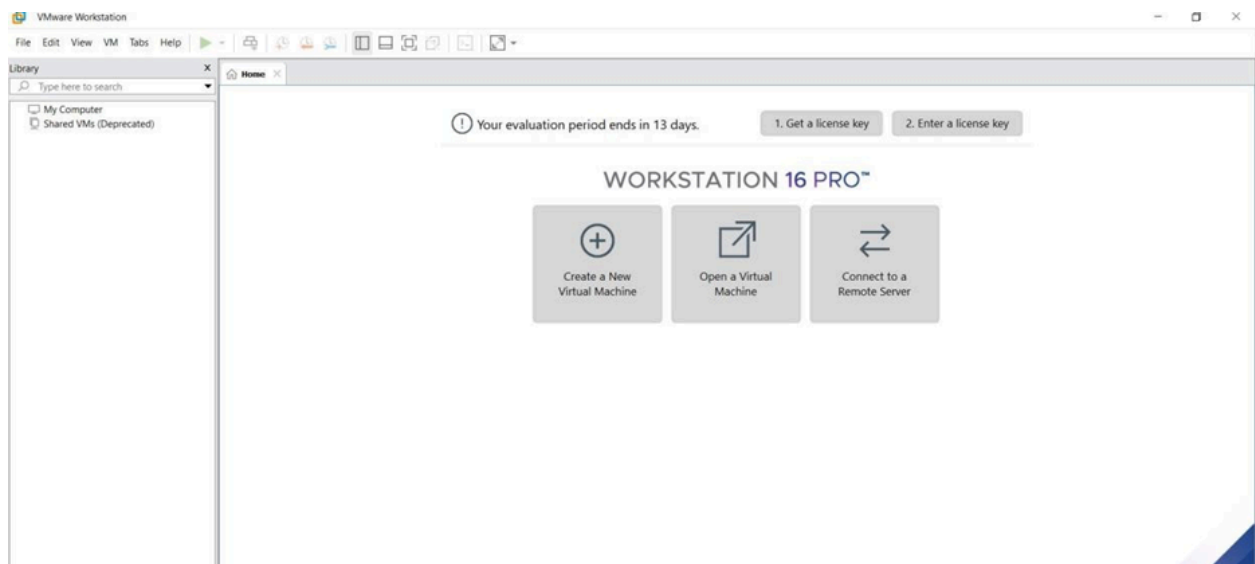 VMware Workstation
File Edit View VM Tabs Help
Library X
Home
Type here to search
My Computer
Shared VMs (Deprecated)
Your evaluation period ends in 13 days.
1. Get a license key
2. Enter a license key
WORKSTATION 16 PRO™
Create a New
Virtual Machine
Open a Virtual
Machine
Connect to a
Remote Server